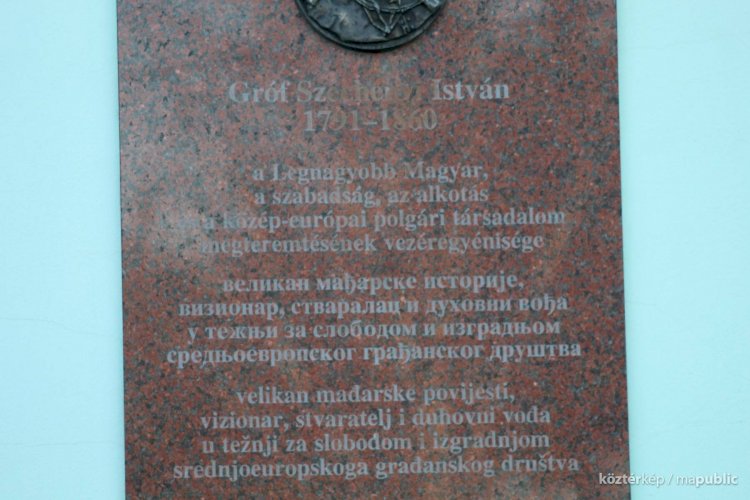 Gróf Széchenyi István
1791–1860
a Legnagyobb Magyar,
a szabadság, az alkotás
és a közép-európai polgári társadalom
megteremtésének vezéregyénisége
великан мађарске историје,
визионар, стваралац и духовни вођа
у тежњи за слободом и изградњом
средњоевропског грађанског друштва
velikan mađarske povijesti,
vizionar, stvaratelj i duhovni vođa
u težnji za slobodom i izgradnjom
srednjoeuropskoga građanskog društva
köztérkép / mapublic